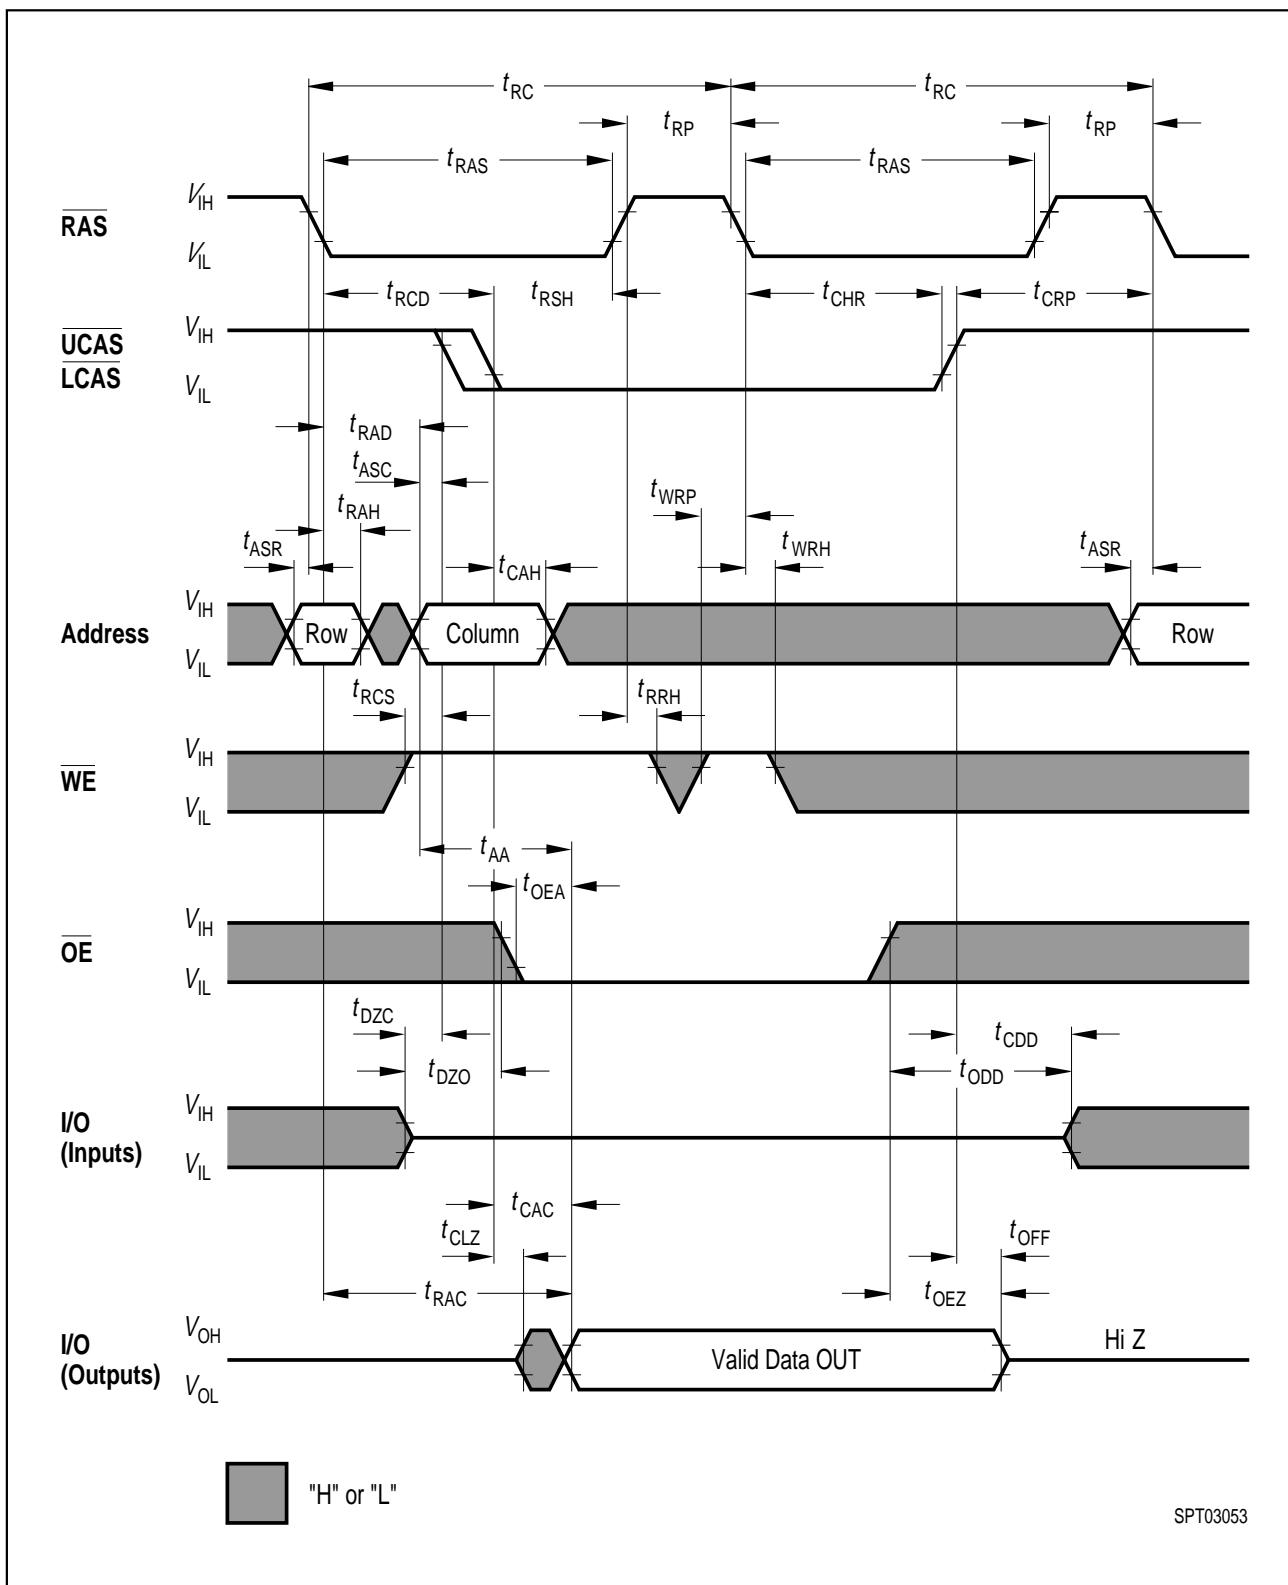 tRC tRC
tRP tRP
tRAS tRAS
RAS VIH
VIL
tRCD tRSH tCHR tCRP
UCAS VIH
LCAS VIL
tRAD
tASC
tWRP
tRAH
tASR tCAH tWRH tASR
Address VIH
Row Column Row
VIL
tRCS tRRH
WE VIH
VIL
tAA
tOEA
OE VIH
VIL
tDZC tCDD
tDZO tODD
I/O VIH
(Inputs) VIL
tCAC
tCLZ tOFF
tRAC tOEZ
I/O VOH
Valid Data OUT Hi Z
(Outputs) VOL
"H" or "L"
SPT03053